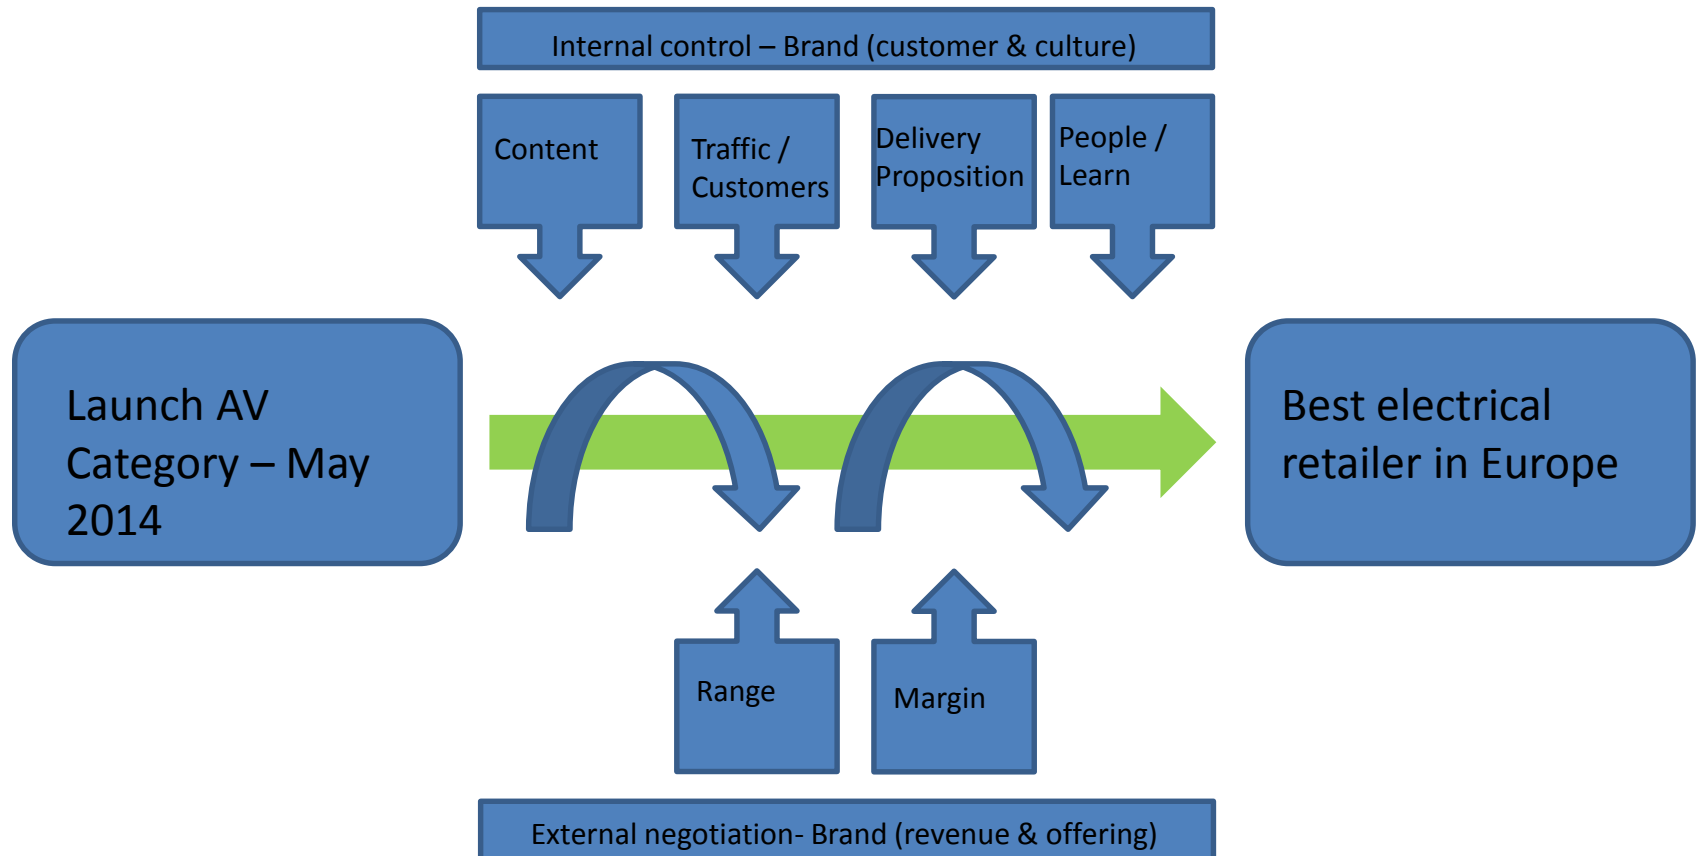 Internal control – Brand (customer & culture)
Content
Traffic /
Customers
Delivery
Proposition
People /
Learn
Launch AV
Category – May
2014
Best electrical
retailer in Europe
Range
Margin
External negotiation- Brand (revenue & offering)